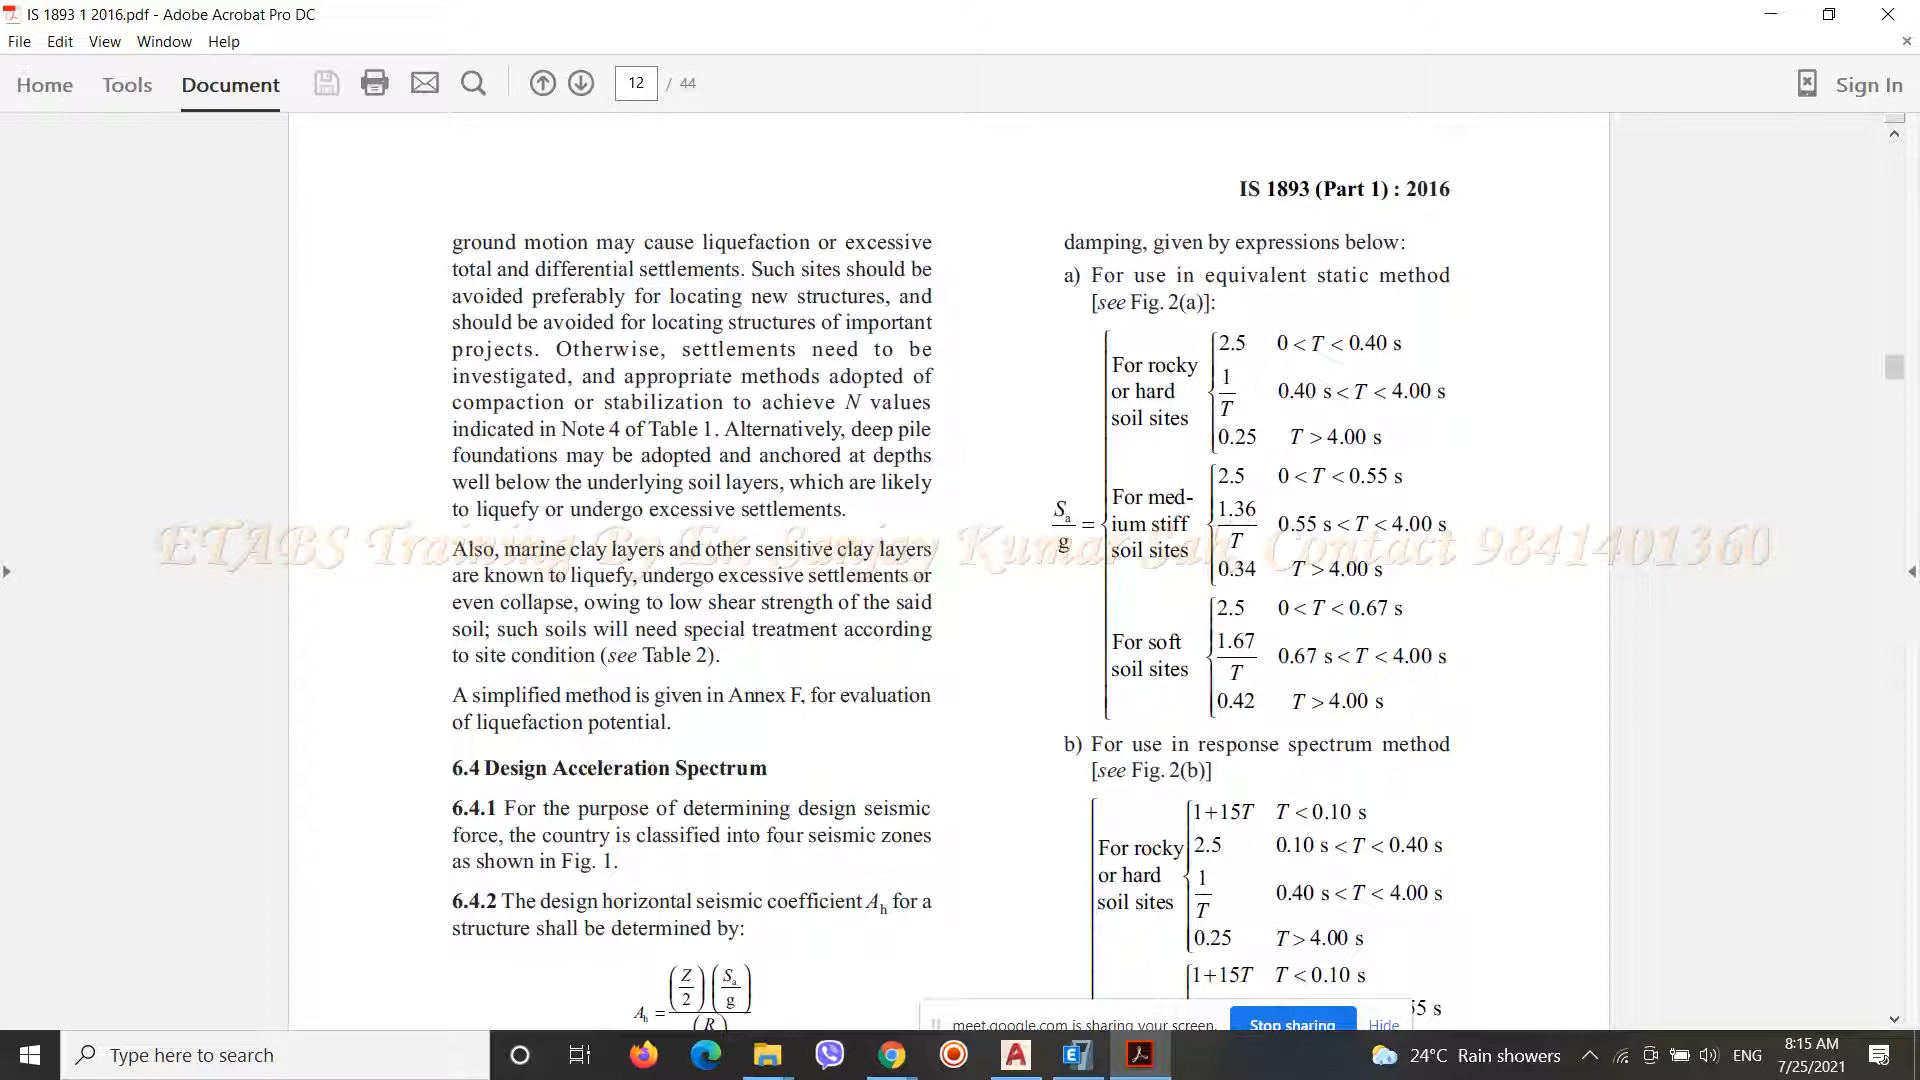 IS 1893 1 2016.pdf - Adobe Acrobat Pro DC
File Edit View Window Help
Home Tools Document 12 / 44 Sign In
IS 1893 (Part 1) : 2016
ground motion may cause liquefaction or excessive
total and differential settlements. Such sites should be
avoided preferably for locating new structures, and
should be avoided for locating structures of important
projects. Otherwise, settlements need to be
investigated, and appropriate methods adopted of
compaction or stabilization to achieve N values
indicated in Note 4 of Table 1. Alternatively, deep pile
foundations may be adopted and anchored at depths
well below the underlying soil layers, which are likely
to liquefy or undergo excessive settlements.
ETABS Training By Er. Sanjay Kumar Sah Contact 9841401360
Also, marine clay layers and other sensitive clay layers
are known to liquefy, undergo excessive settlements or
even collapse, owing to low shear strength of the said
soil; such soils will need special treatment according
to site condition (see Table 2).
A simplified method is given in Annex F, for evaluation
of liquefaction potential.
6.4 Design Acceleration Spectrum
6.4.1 For the purpose of determining design seismic
force, the country is classified into four seismic zones
as shown in Fig. 1.
6.4.2 The design horizontal seismic coefficient Ah for a
structure shall be determined by:
Ah = (Z/2) (Sa/g)
(R
damping, given by expressions below:
a) For use in equivalent static method
[see Fig. 2(a)]:
Sa/g =
For rocky
or hard
soil sites
2.5 0 < T < 0.40 s
1/T 0.40 s < T < 4.00 s
0.25 T > 4.00 s
For med-
ium stiff
soil sites
2.5 0 < T < 0.55 s
1.36/T 0.55 s < T < 4.00 s
0.34 T > 4.00 s
For soft
soil sites
2.5 0 < T < 0.67 s
1.67/T 0.67 s < T < 4.00 s
0.42 T > 4.00 s
b) For use in response spectrum method
[see Fig. 2(b)]
For rocky
or hard
soil sites
1+15T T < 0.10 s
2.5 0.10 s < T < 0.40 s
1/T 0.40 s < T < 4.00 s
0.25 T > 4.00 s
1+15T T < 0.10 s
55 s
meet.google.com is sharing your screen. Stop sharing Hide
Type here to search
24°C Rain showers ENG
8:15 AM
7/25/2021